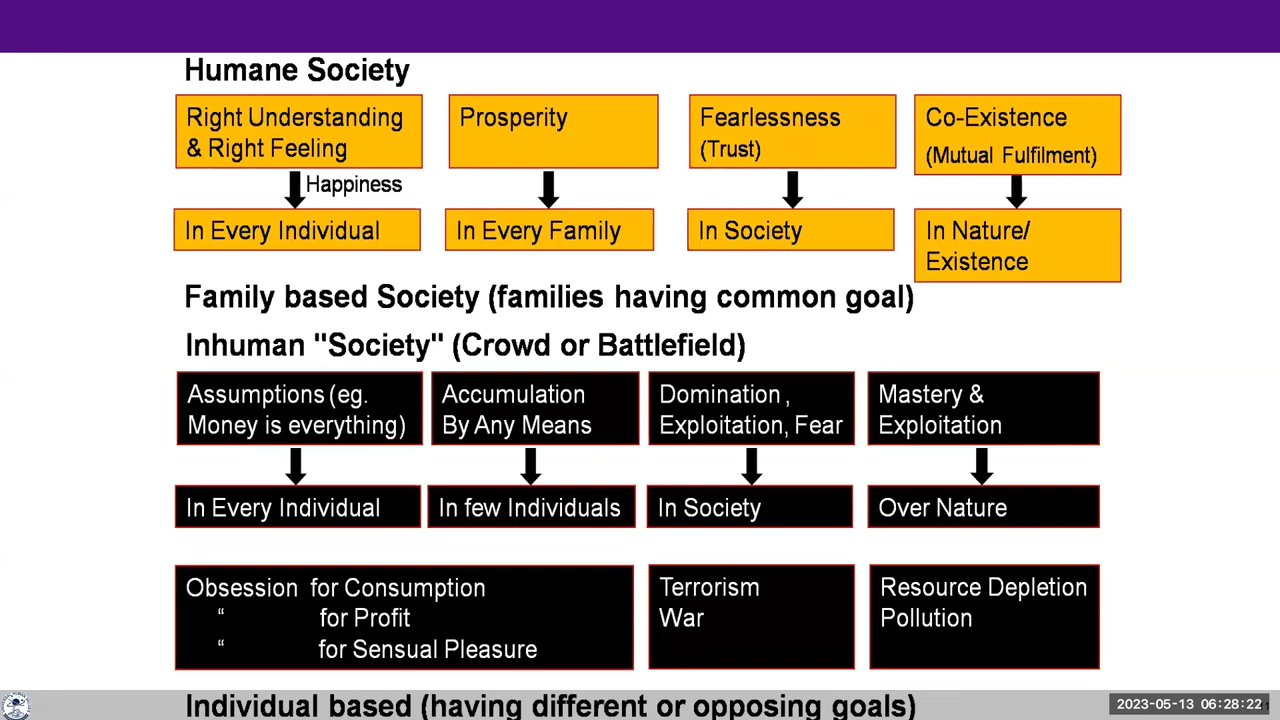 Humane Society
Right Understanding
& Right Feeling
Prosperity
Fearlessness
(Trust)
Co-Existence
(Mutual Fulfilment)
Happiness
In Every Individual
In Every Family
In Society
In Nature/
Existence
Family based Society (families having common goal)
Inhuman "Society" (Crowd or Battlefield)
Assumptions (eg.
Money is everything)
Accumulation
By Any Means
Domination ,
Exploitation, Fear
Mastery &
Exploitation
In Every Individual
In few Individuals
In Society
Over Nature
Obsession for Consumption
“ for Profit
“ for Sensual Pleasure
Terrorism
War
Resource Depletion
Pollution
Individual based (having different or opposing goals)
2023-05-13 06:28:22